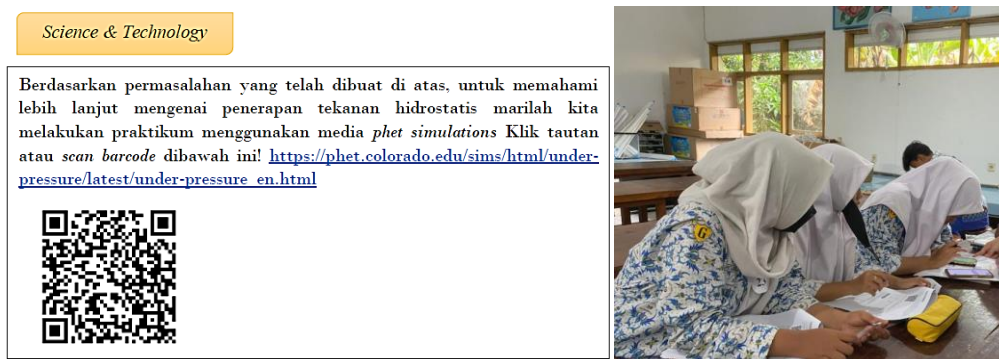 Science & Technology
Berdasarkan permasalahan yang telah dibuat di atas, untuk memahami
lebih lanjut mengenai penerapan tekanan hidrostatis marilah kita
melakukan praktikum menggunakan media phet simulations Klik tautan
atau scan barcode dibawah ini! https://phet.colorado.edu/sims/html/under-
pressure/latest/under-pressure_en.html
G